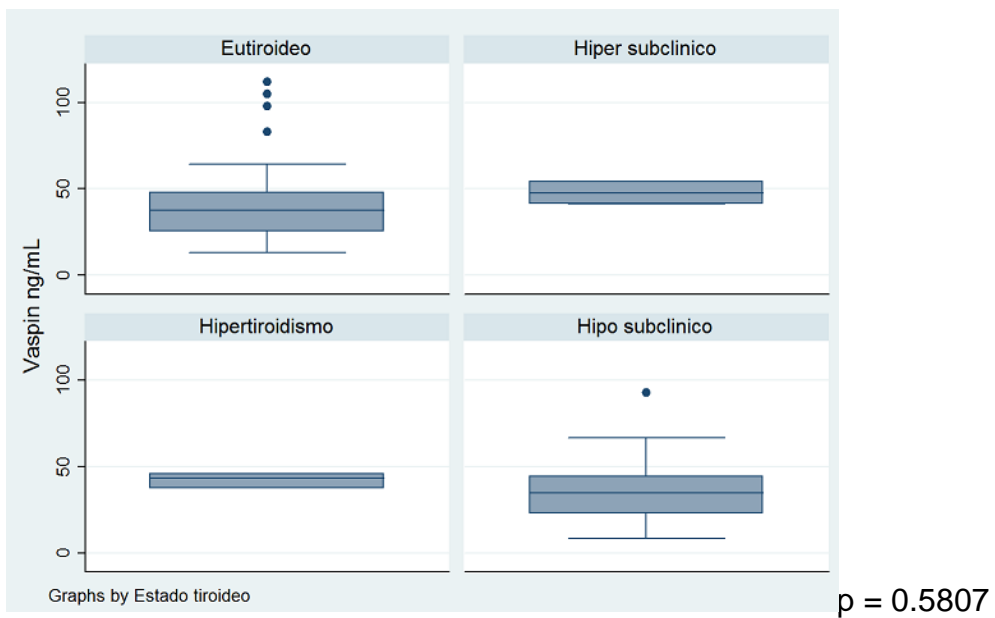 Eutiroideo
Hiper subclinico
100
50
0
Vaspin ng/mL
Hipertiroidismo
Hipo subclinico
100
50
0
Graphs by Estado tiroideo
p = 0.5807